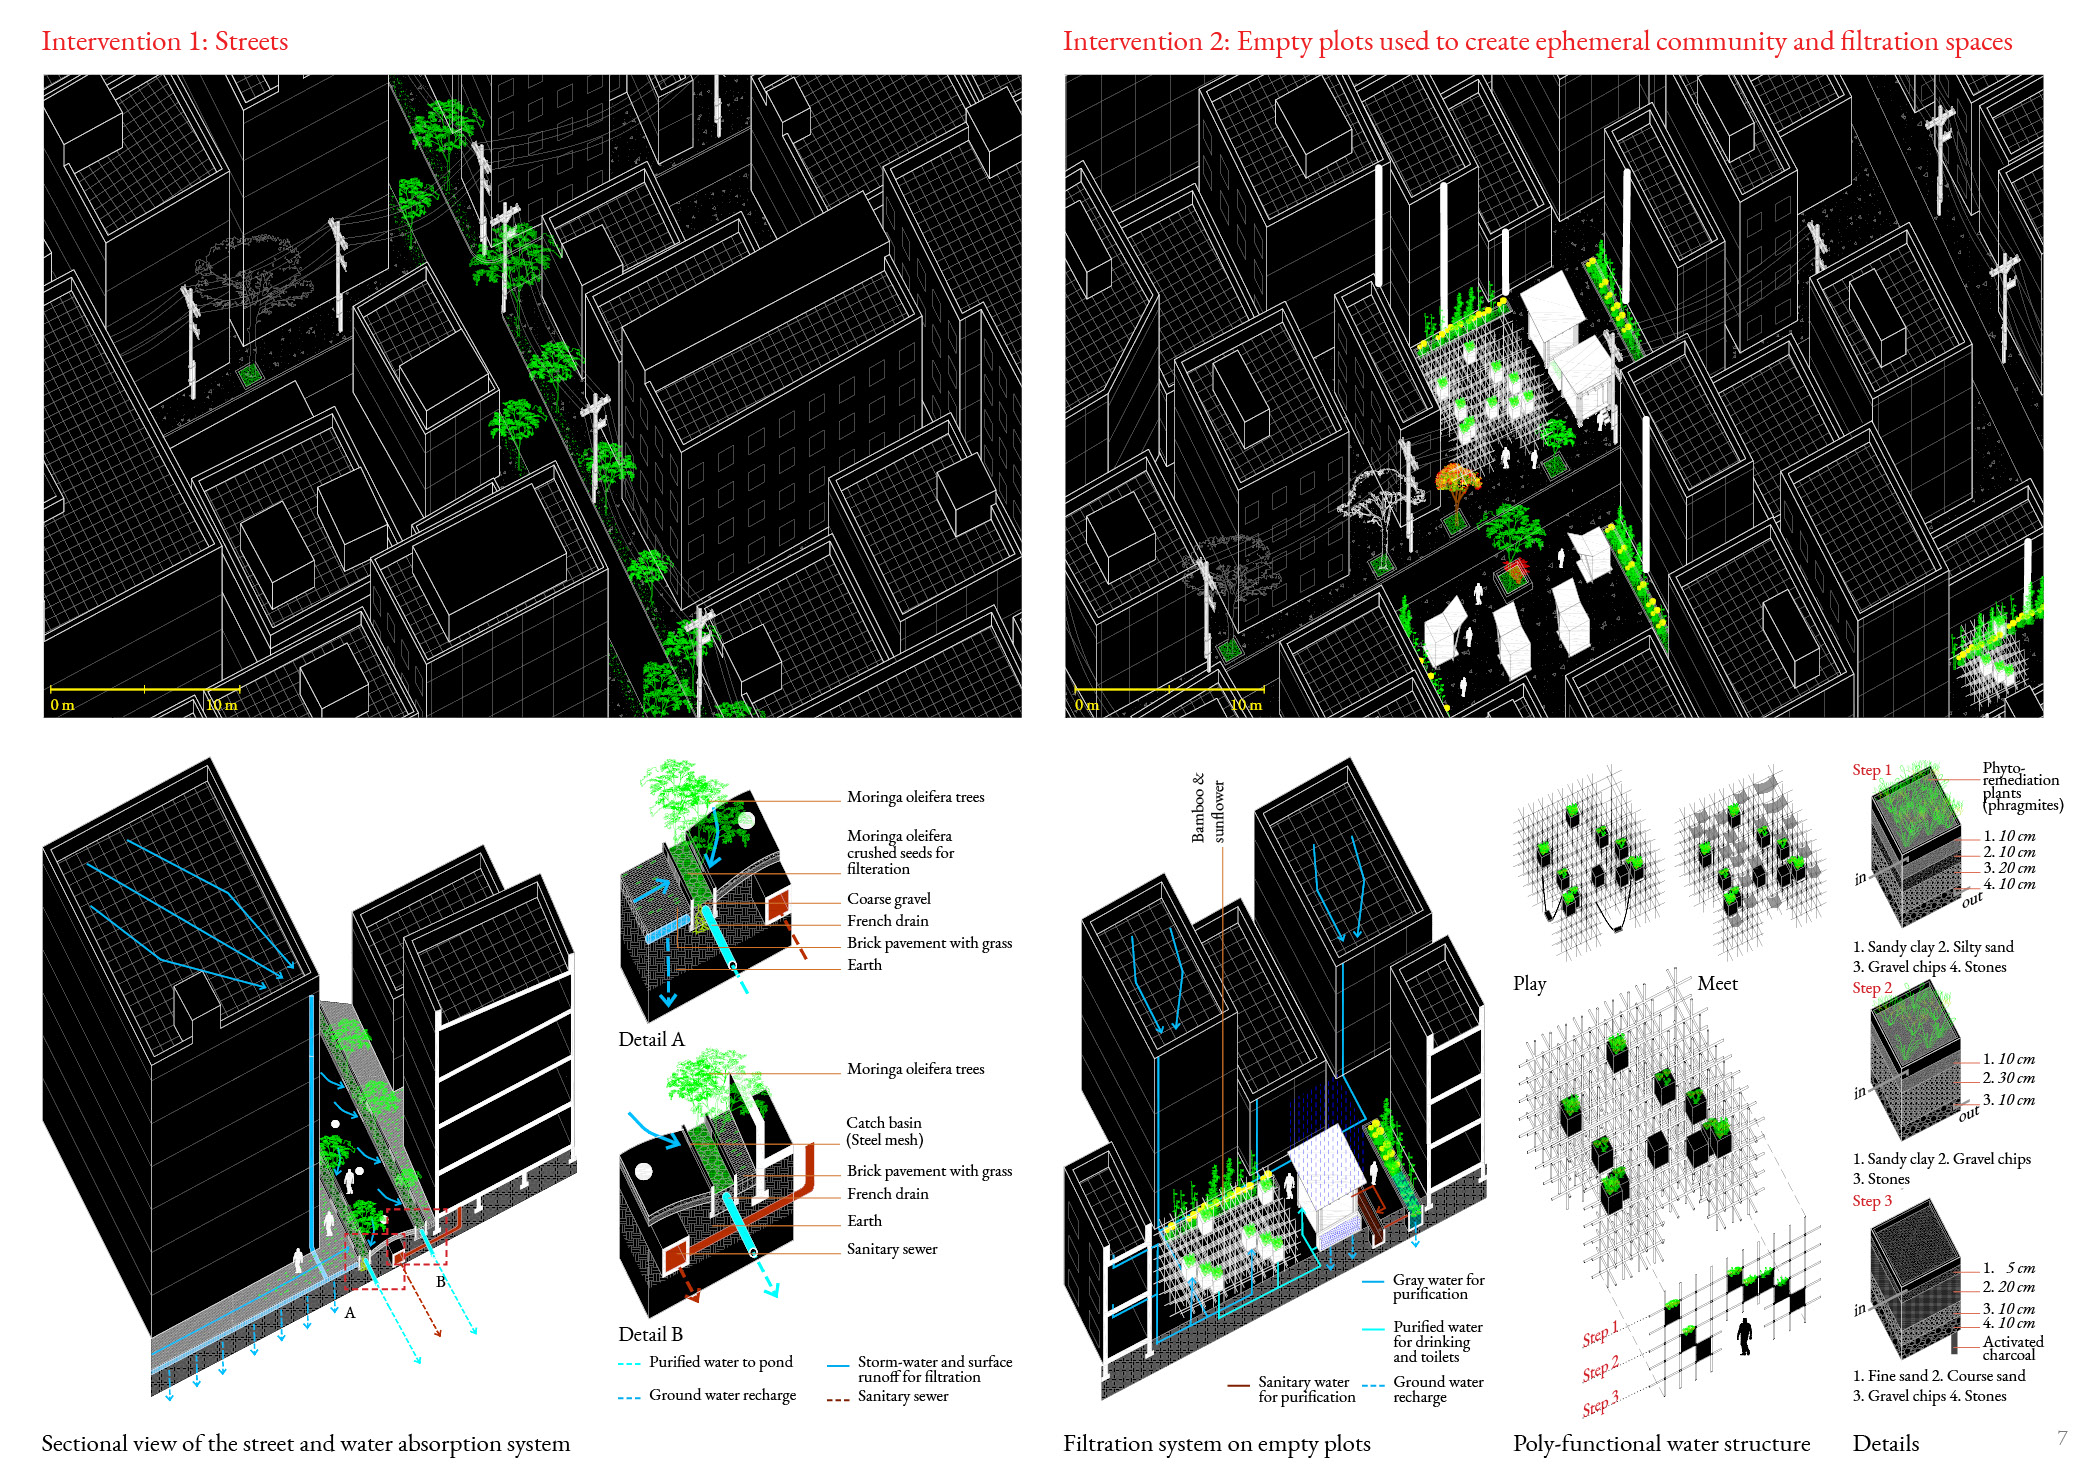 Intervention 1: Streets
0 m
10 m
Intervention 2: Empty plots used to create ephemeral community and filtration spaces
0 m
10 m
A
B
Moringa oleifera trees
Moringa oleifera
crushed seeds for
filteration
Coarse gravel
French drain
Brick pavement with grass
Earth
Detail A
Moringa oleifera trees
Catch basin
(Steel mesh)
Brick pavement with grass
French drain
Earth
Sanitary sewer
Detail B
Purified water to pond
Ground water recharge
Storm-water and surface
runoff for filtration
Sanitary sewer
Sectional view of the street and water absorption system
Bamboo &
sunflower
Gray water for
purification
Purified water
for drinking
and toilets
Sanitary water
for purification
Ground water
recharge
Filtration system on empty plots
Play
Meet
Step 1
Step 2
Step 3
Poly-functional water structure
Step 1
Phyto-
remediation
plants
(phragmites)
1. 10 cm
2. 10 cm
3. 20 cm
4. 10 cm
in
out
1. Sandy clay 2. Silty sand
3. Gravel chips 4. Stones
Step 2
1. 10 cm
2. 30 cm
3. 10 cm
in
out
1. Sandy clay 2. Gravel chips
3. Stones
Step 3
1. 5 cm
2. 20 cm
3. 10 cm
4. 10 cm
in
Activated
charcoal
1. Fine sand 2. Course sand
3. Gravel chips 4. Stones
Details
7